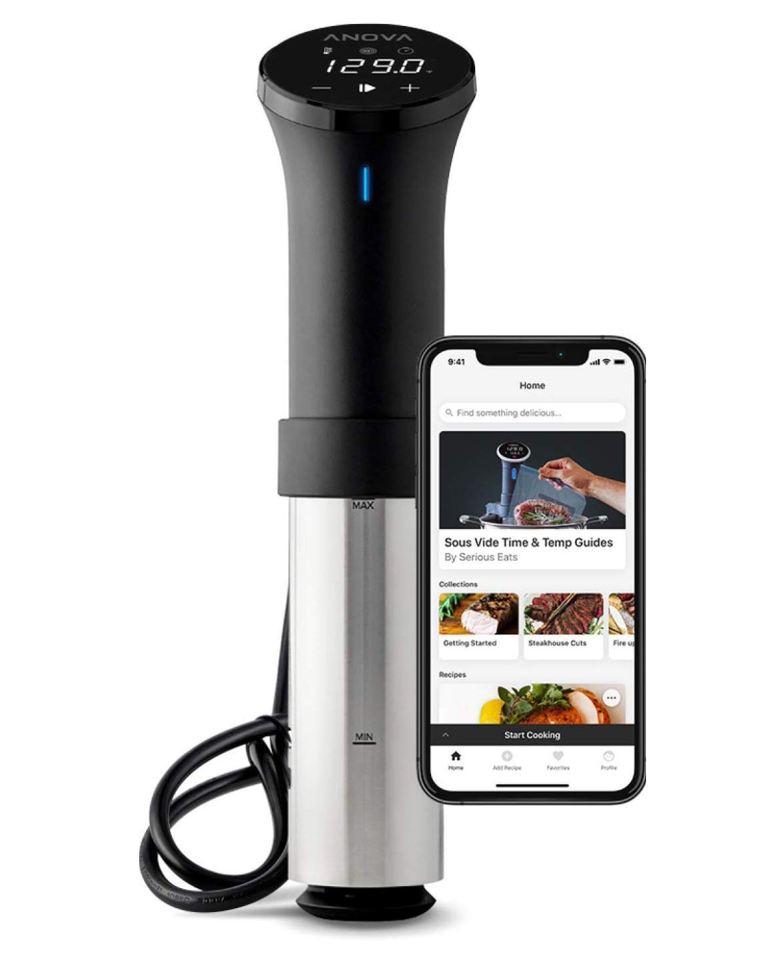 ANOVA
129.0
MAX
MIN
9:41
Home
Find something delicious...
Sous Vide Time & Temp Guides
By Serious Eats
Collections
Getting Started
Steakhouse Cuts
Fire up
Recipes
Start Cooking
Home
Add Recipe
Favorites
Profile